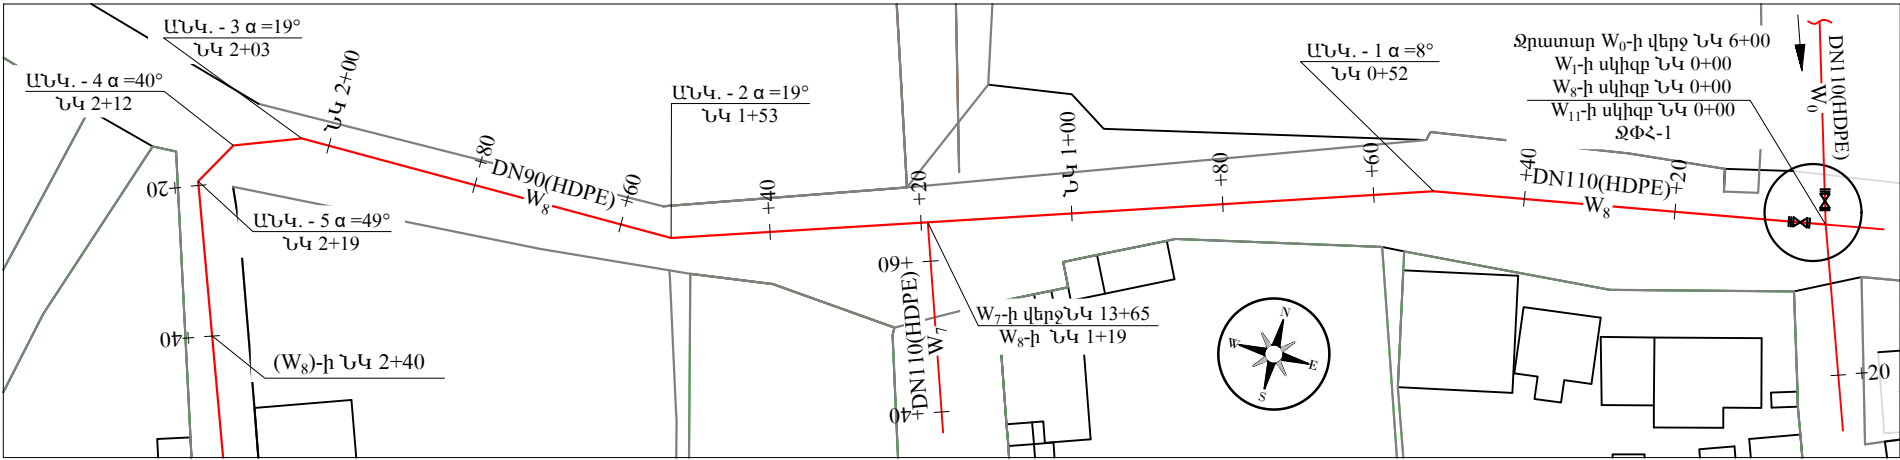 ԱՆԿ. - 3 α =19°
ՆԿ 2+03
ԱՆԿ. - 4 α =40°
ՆԿ 2+12
ՆԿ 2+00
+80
DN90(HDPE)
W8
+60
ԱՆԿ. - 2 α =19°
ՆԿ 1+53
+40
+20
ՆԿ 1+00
+80
+60
ԱՆԿ. - 1 α =8°
ՆԿ 0+52
+40
DN110(HDPE)
W8
+20
Ջրատար W0-ի վերջ ՆԿ 6+00
W1-ի սկիզբ ՆԿ 0+00
W8-ի սկիզբ ՆԿ 0+00
W11-ի սկիզբ ՆԿ 0+00
ՋՓՀ-1
DN110(HDPE)
W0
+20
+20
ԱՆԿ. - 5 α =49°
ՆԿ 2+19
+40
(W8)-ի ՆԿ 2+40
+60
DN110(HDPE)
W7
+40
W7-ի վերջՆԿ 13+65
W8-ի ՆԿ 1+19
N
W
E
S